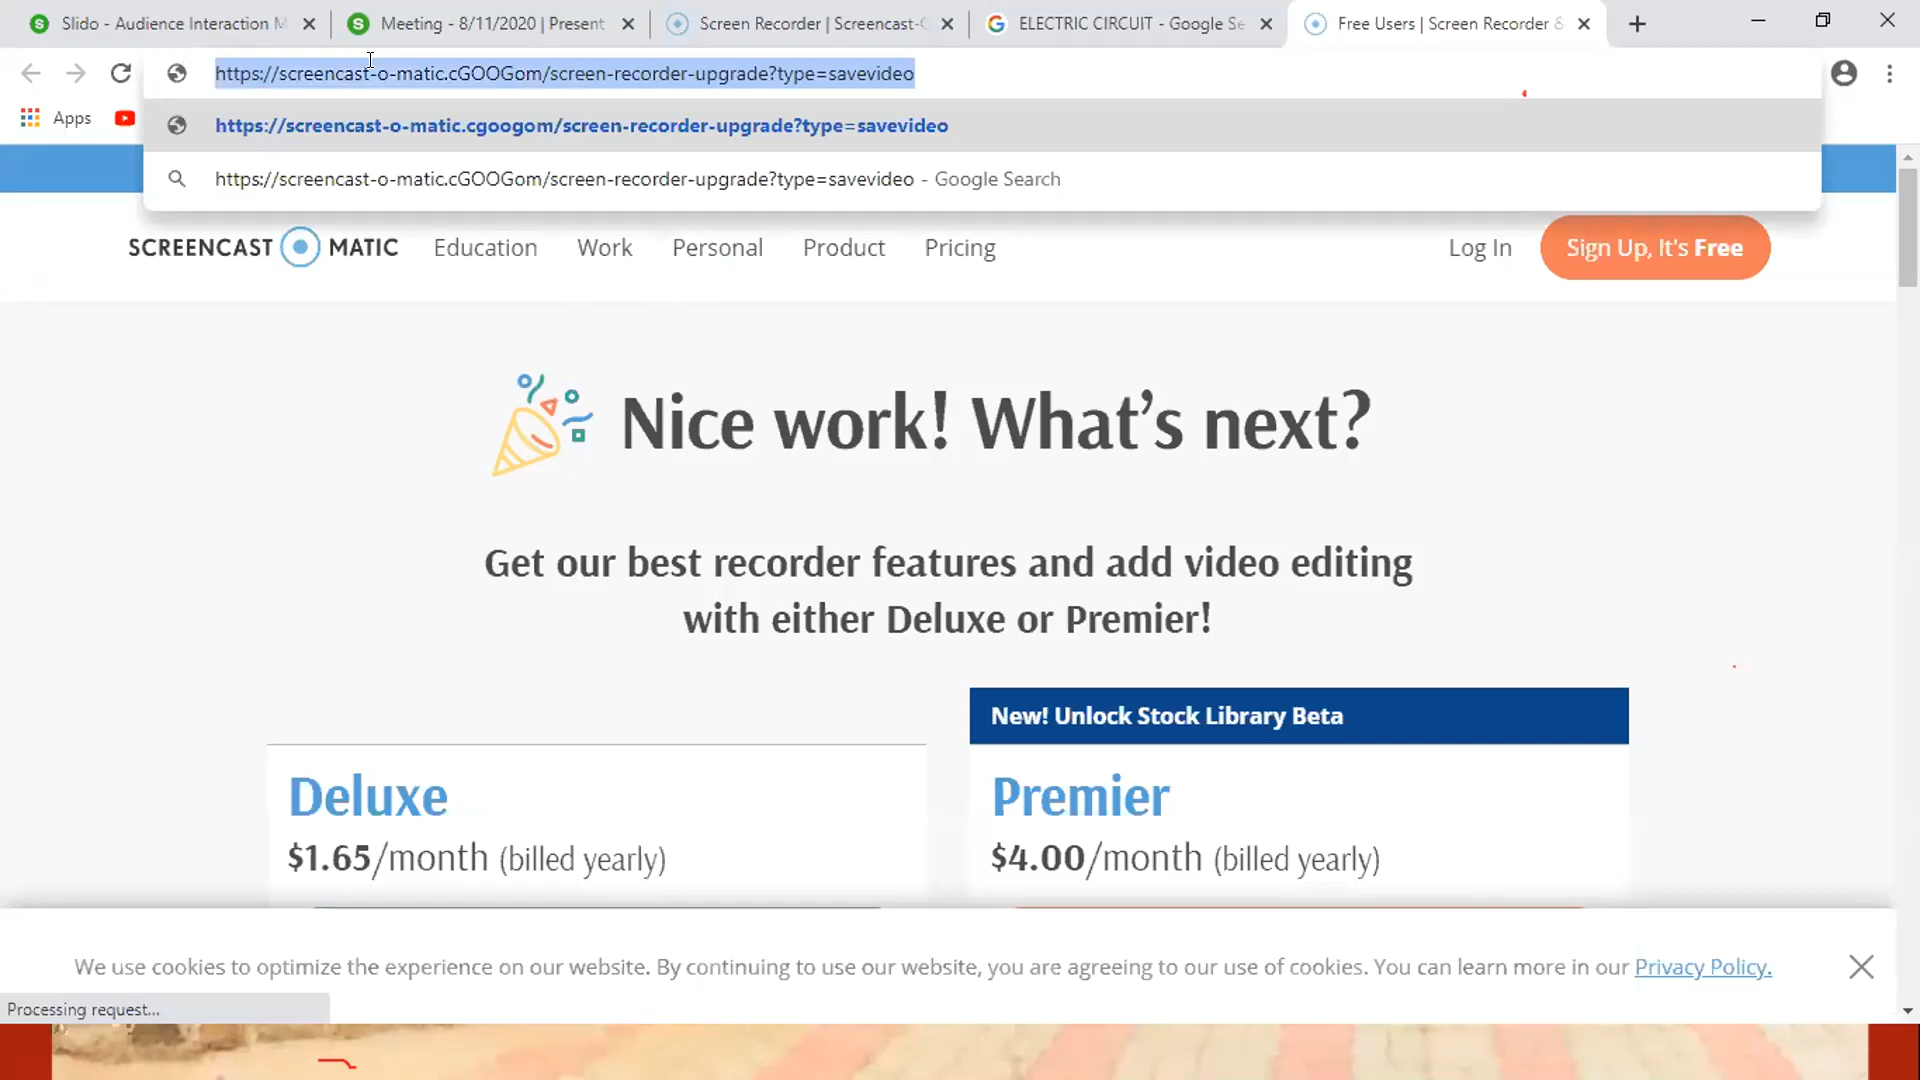 Slido - Audience Interaction M
Meeting - 8/11/2020 | Present
Screen Recorder | Screencast-O
ELECTRIC CIRCUIT - Google Se
Free Users | Screen Recorder &
https://screencast-o-matic.cGOOGom/screen-recorder-upgrade?type=savevideo
Apps
https://screencast-o-matic.cgoogom/screen-recorder-upgrade?type=savevideo
https://screencast-o-matic.cGOOGom/screen-recorder-upgrade?type=savevideo - Google Search
SCREENCAST MATIC
Education
Work
Personal
Product
Pricing
Log In
Sign Up, It's Free
Nice work! What's next?
Get our best recorder features and add video editing
with either Deluxe or Premier!
New! Unlock Stock Library Beta
Deluxe
$1.65/month (billed yearly)
Premier
$4.00/month (billed yearly)
We use cookies to optimize the experience on our website. By continuing to use our website, you are agreeing to our use of cookies. You can learn more in our Privacy Policy.
Processing request...